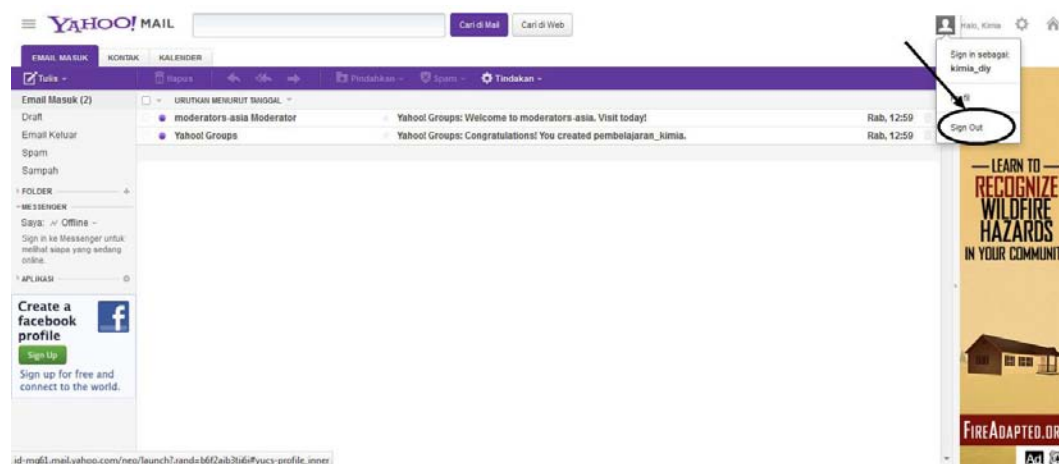 YAHOO! MAIL
Cari di Mail
Cari di Web
Halo, Kimia
EMAIL MASUK
KONTAK
KALENDER
Tulis
Hapus
Pindahkan
Spam
Tindakan
Sign in sebagai:
kimia_diy
Sign Out
Email Masuk (2)
Draft
Email Keluar
Spam
Sampah
FOLDER
MESSENGER
Saya: Offline
Sign in ke Messenger untuk
melihat siapa yang sedang
online.
APLIKASI
URUTKAN MENURUT TANGGAL
moderators-asia Moderator
Yahoo! Groups: Welcome to moderators-asia. Visit today!
Rab, 12:59
Yahoo! Groups
Yahoo! Groups: Congratulations! You created pembelajaran_kimia.
Rab, 12:59
Create a
facebook
profile
Sign Up
Sign up for free and
connect to the world.
LEARN TO
RECOGNIZE
WILDFIRE
HAZARDS
IN YOUR COMMUNIT
FIREADAPTED.OR
Ad